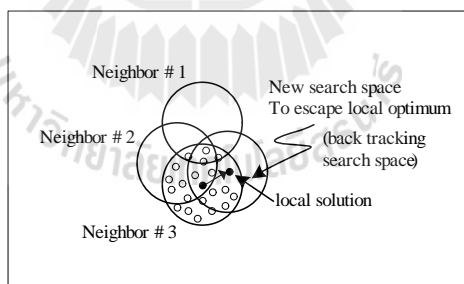 Neighbor # 1
New search space
To escape local optimum
Neighbor # 2
(back tracking
search space)
local solution
Neighbor # 3